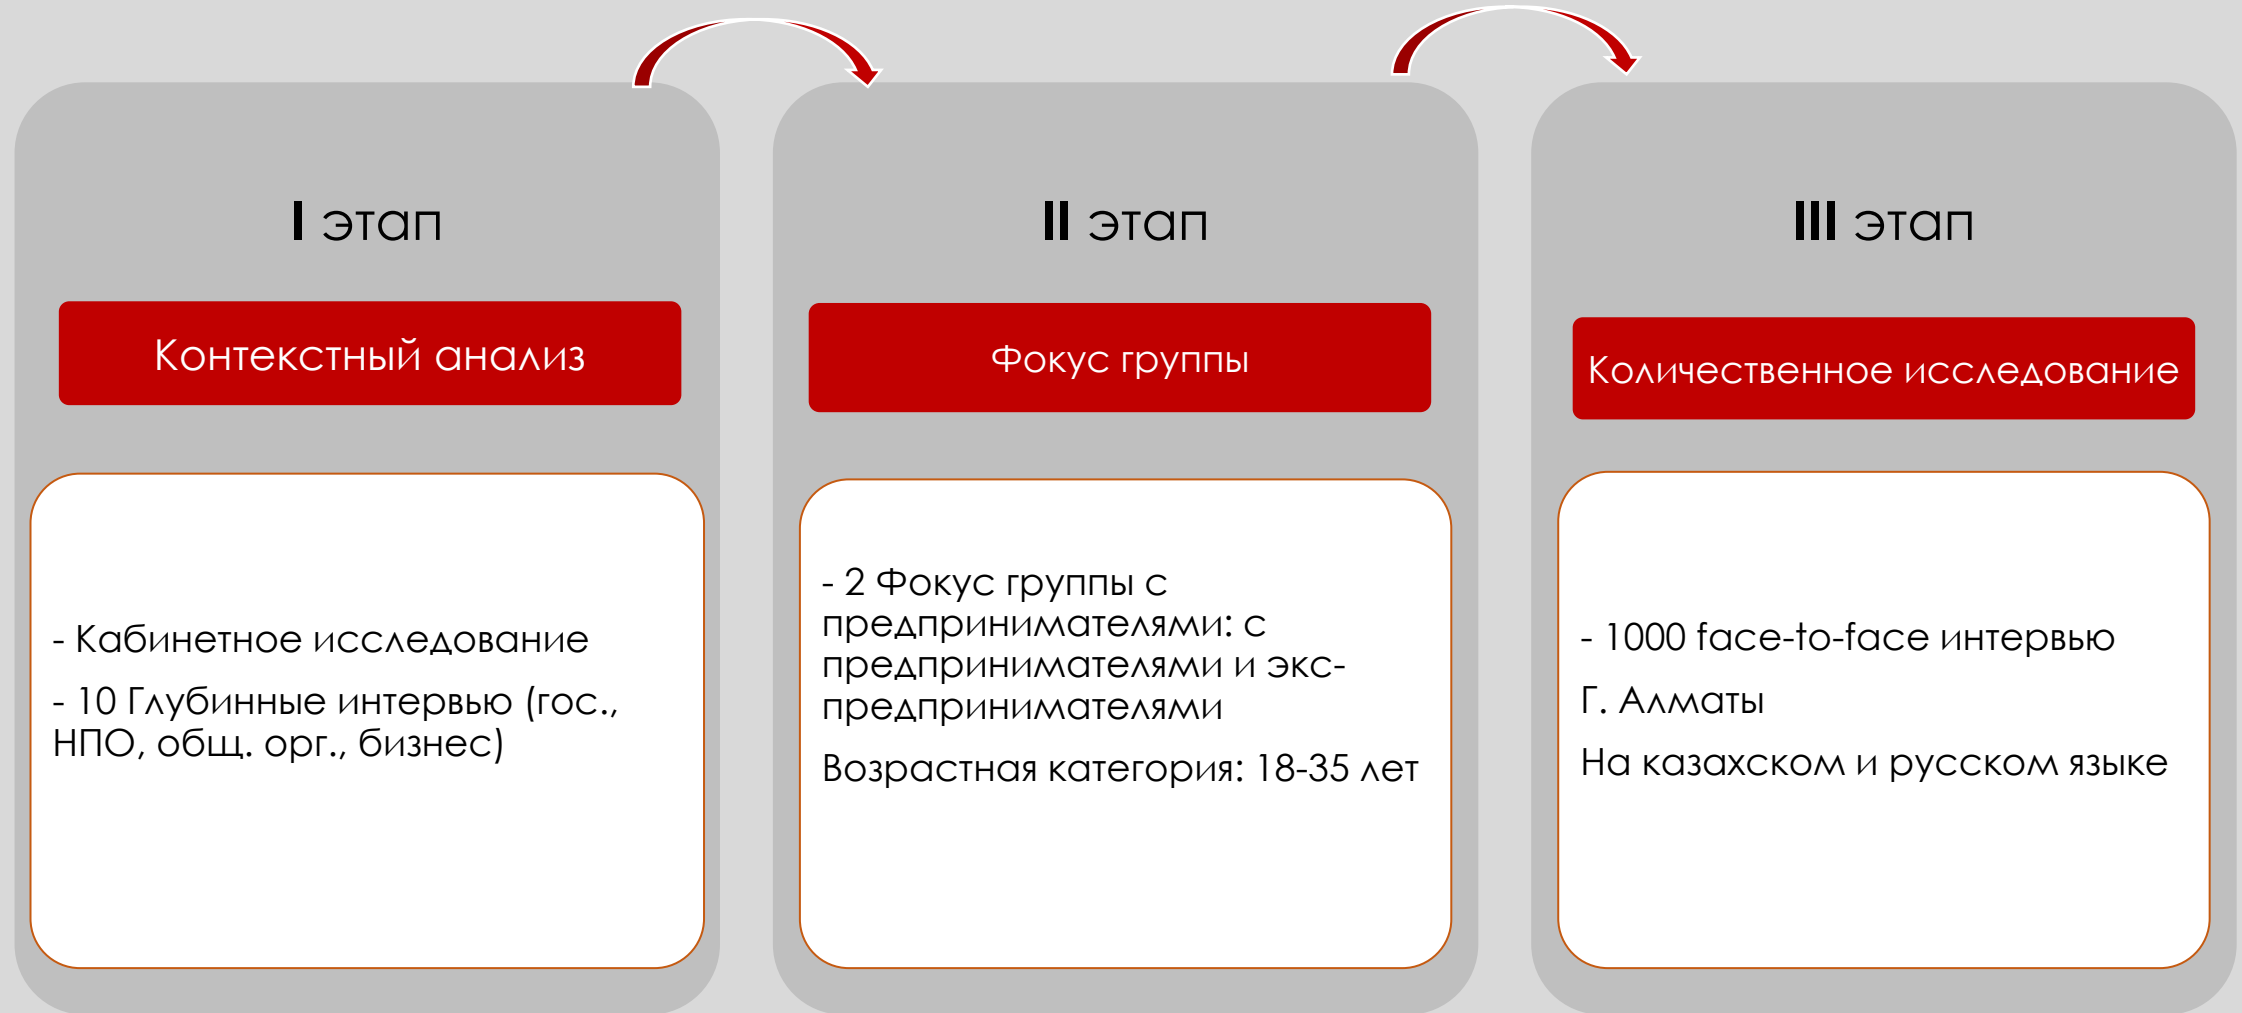 I этап
Контекстный анализ
- Кабинетное исследование
- 10 Глубинные интервью (гос.,
НПО, общ. орг., бизнес)
II этап
Фокус группы
- 2 Фокус группы с
предпринимателями: с
предпринимателями и экс-
предпринимателями
Возрастная категория: 18-35 лет
III этап
Количественное исследование
- 1000 face-to-face интервью
Г. Алматы
На казахском и русском языке